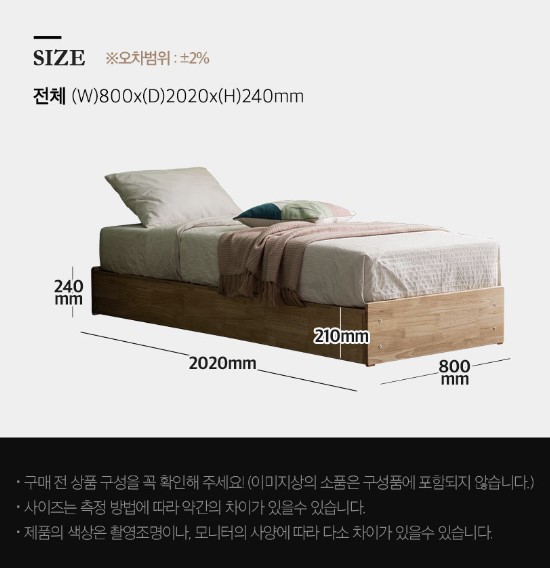 SIZE ※오차범위 : ±2%
전체 (W)800x(D)2020x(H)240mm
240
mm
210mm
2020mm
800
mm
· 구매 전 상품 구성을 꼭 확인해 주세요! (이미지상의 소품은 구성품에 포함되지 않습니다.)
· 사이즈는 측정 방법에 따라 약간의 차이가 있을수 있습니다.
· 제품의 색상은 촬영조명이나, 모니터의 사양에 따라 다소 차이가 있을수 있습니다.